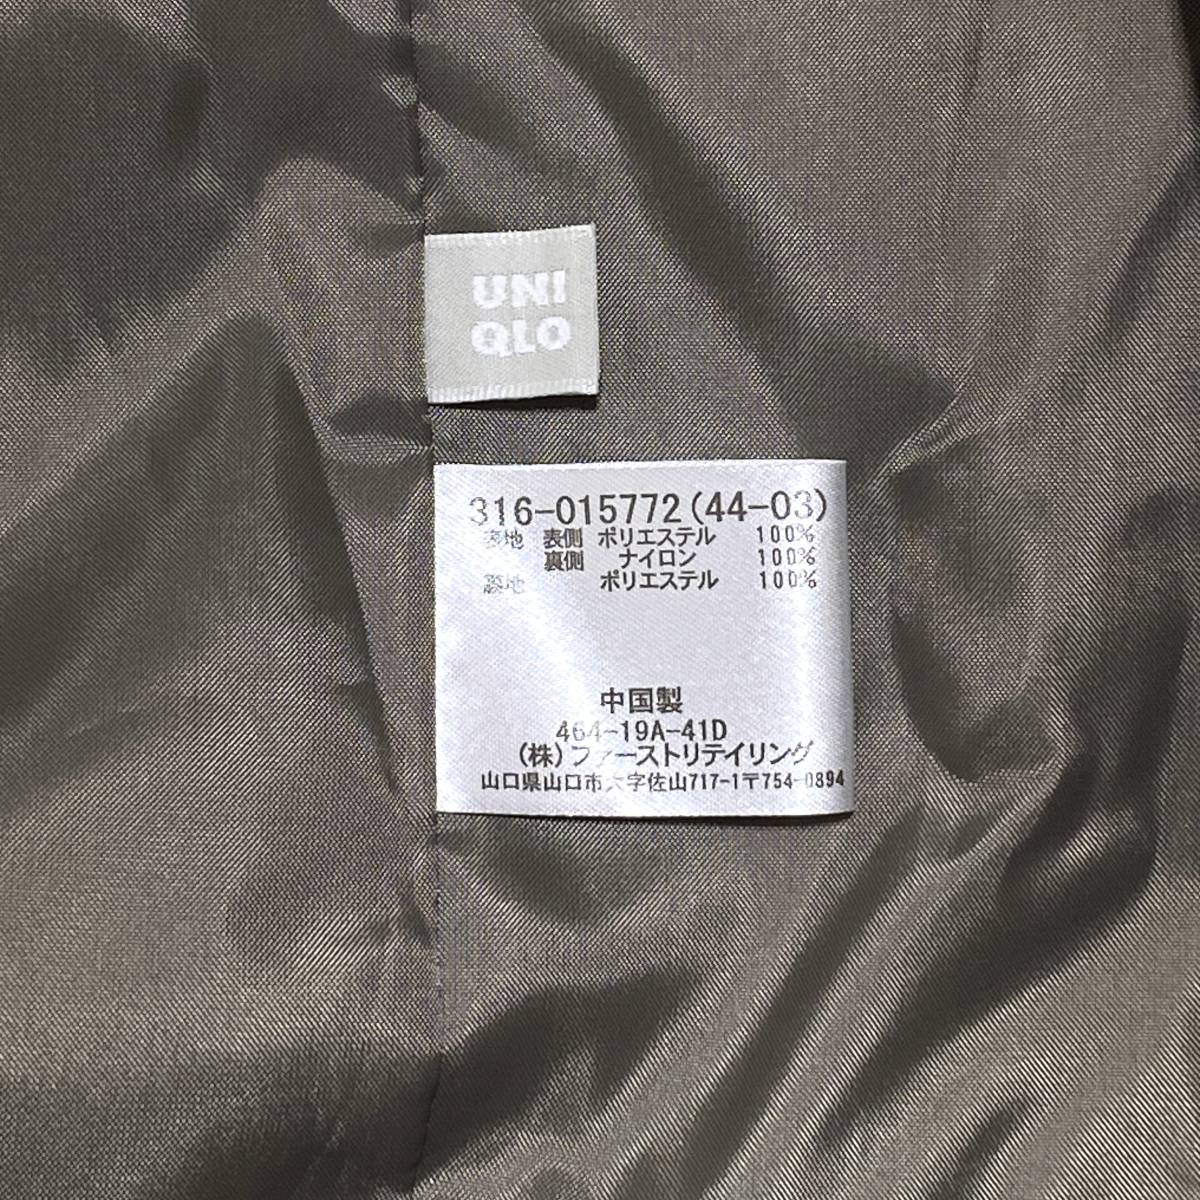 UNI
QLO
316-015772(44-03)
表地 表側 ポリエステル 100%
裏側 ナイロン 100%
裏地 ポリエステル 100%
中国製
464-19A-41D
(株)ファーストリテイリング
山口県山口市大字佐山717-1〒754-0894